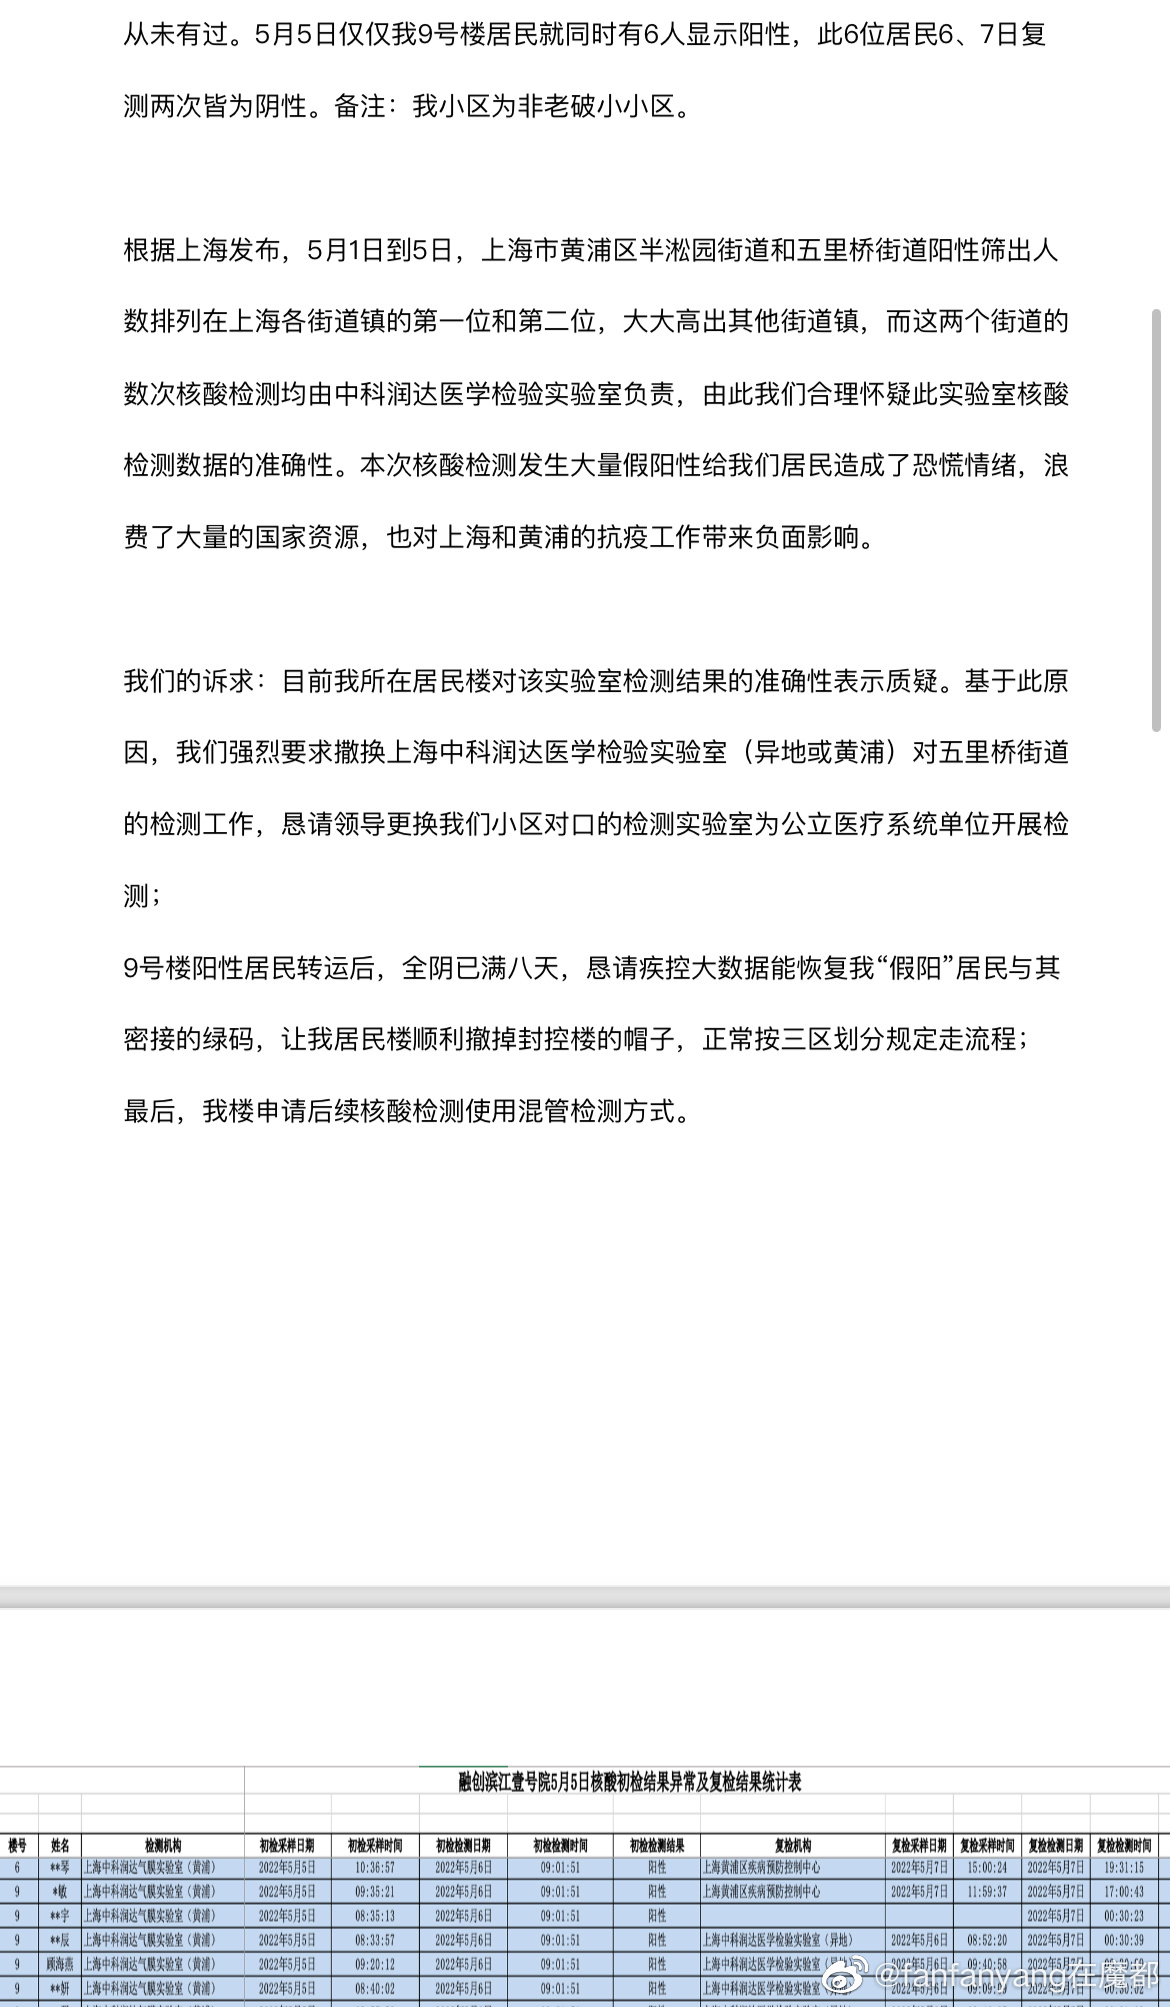 从未有过。5月5日仅仅我9号楼居民就同时有6人显示阳性，此6位居民6、7日复
测两次皆为阴性。备注：我小区为非老破小小区。
根据上海发布，5月1日到5日，上海市黄浦区半淞园街道和五里桥街道阳性筛出人
数排列在上海各街道镇的第一位和第二位，大大高出其他街道镇，而这两个街道的
数次核酸检测均由中科润达医学检验实验室负责，由此我们合理怀疑此实验室核酸
检测数据的准确性。本次核酸检测发生大量假阳性给我们居民造成了恐慌情绪，浪
费了大量的国家资源，也对上海和黄浦的抗疫工作带来负面影响。
我们的诉求：目前我所在居民楼对该实验室检测结果的准确性表示质疑。基于此原
因，我们强烈要求撤换上海中科润达医学检验实验室（异地或黄浦）对五里桥街道
的检测工作，恳请领导更换我们小区对口的检测实验室为公立医疗系统单位开展检
测；
9号楼阳性居民转运后，全阴已满八天，恳请疾控大数据能恢复我“假阳”居民与其
密接的绿码，让我居民楼顺利撤掉封控楼的帽子，正常按三区划分规定走流程；
最后，我楼申请后续核酸检测使用混管检测方式。
融创滨江壹号院5月5日核酸初检结果异常及复检结果统计表
楼号 姓名 检测机构 初检采样日期 初检采样时间 初检检测日期 初检检测时间 初检检测结果 复检机构 复检采样日期 复检采样时间 复检检测日期 复检检测时间
6 **琴 上海中科润达气膜实验室（黄浦） 2022年5月5日 10:36:57 2022年5月6日 09:01:51 阳性 上海黄浦区疾病预防控制中心 2022年5月7日 15:00:24 2022年5月7日 19:31:15
9 *敏 上海中科润达气膜实验室（黄浦） 2022年5月5日 09:35:21 2022年5月6日 09:01:51 阳性 上海黄浦区疾病预防控制中心 2022年5月7日 11:59:37 2022年5月7日 17:00:43
9 **宇 上海中科润达气膜实验室（黄浦） 2022年5月5日 08:35:13 2022年5月6日 09:01:51 阳性 2022年5月7日 00:30:23
9 **辰 上海中科润达气膜实验室（黄浦） 2022年5月5日 08:33:57 2022年5月6日 09:01:51 阳性 上海中科润达医学检验实验室（异地） 2022年5月6日 08:52:20 2022年5月7日 00:30:39
9 顾海燕 上海中科润达气膜实验室（黄浦） 2022年5月5日 09:20:12 2022年5月6日 09:01:51 阳性 上海中科润达医学检验实验室 2022年5月6日 09:40:58 2022年5月7日
9 **妍 上海中科润达气膜实验室（黄浦） 2022年5月5日 08:40:02 2022年5月6日 09:01:51 阳性 上海中科润达医学检验实验室 2022年5月6日
@fanfanyang在魔都